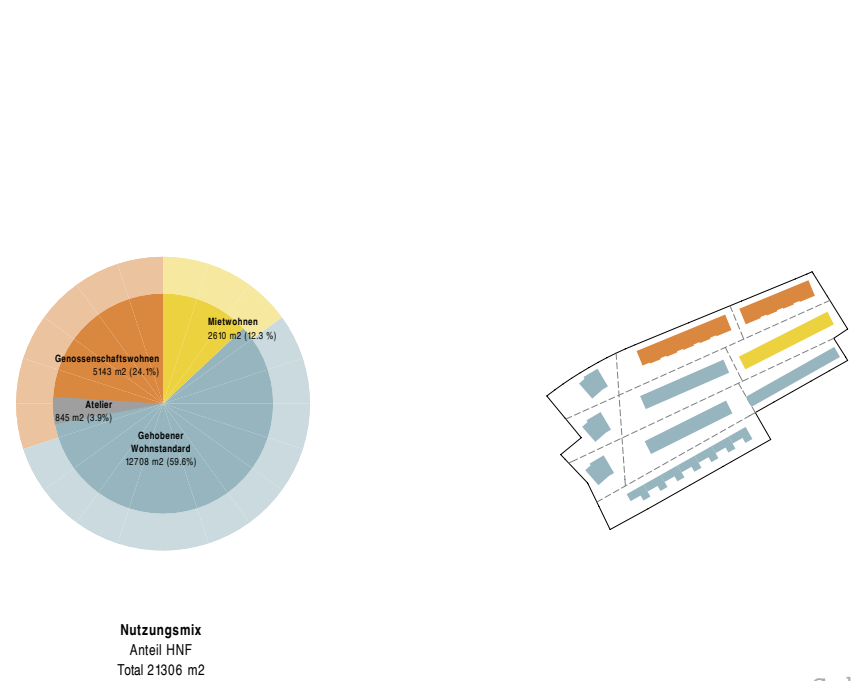 Mietwohnen
2610 m2 (12.3 %)
Genossenschaftswohnen
5143 m2 (24.1%)
Atelier
845 m2 (3.9%)
Gehobener
Wohnstandard
12708 m2 (59.6%)
Nutzungsmix
Anteil HNF
Total 21306 m2